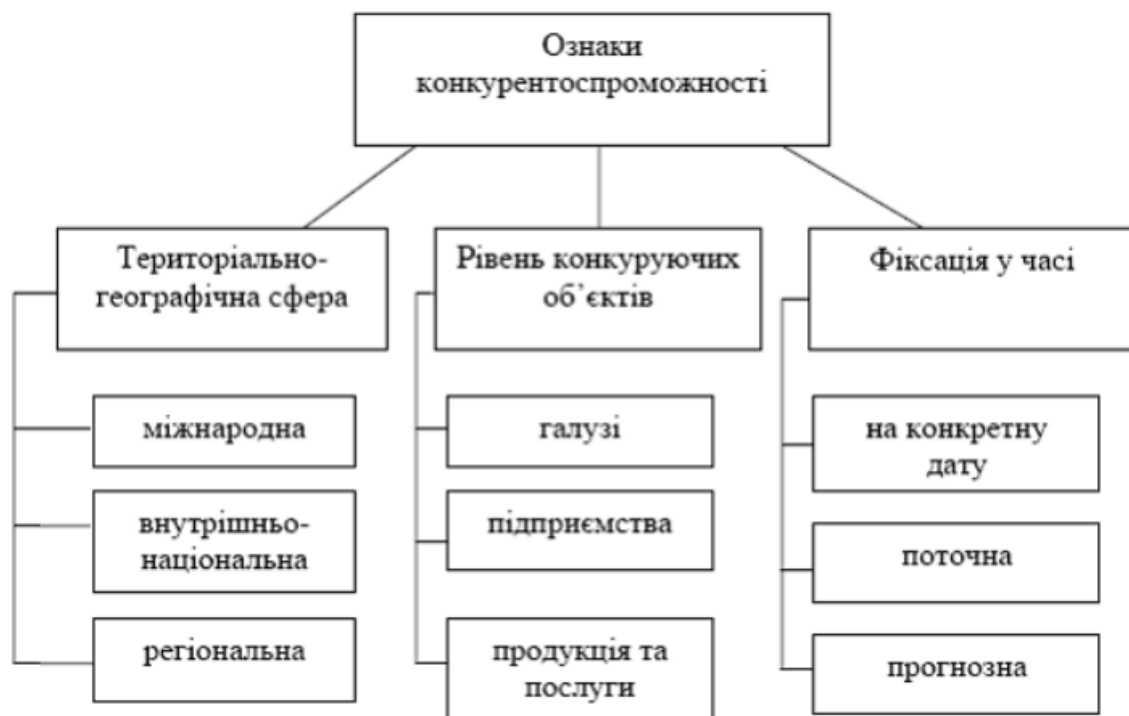 Ознаки
конкурентоспроможності
Територіально-
географічна сфера
міжнародна
внутрішньо-
національна
регіональна
Рівень конкуруючих
об’єктів
галузі
підприємства
продукція та
послуги
Фіксація у часі
на конкретну
дату
поточна
прогнозна